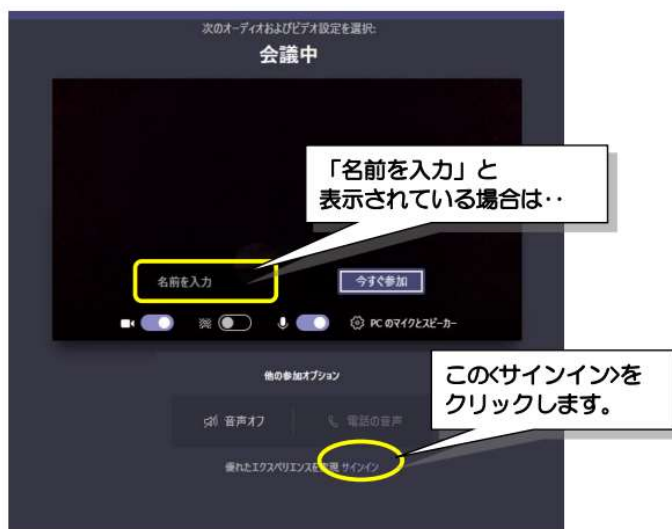 次のオーディオおよびビデオ設定を選択:
会議中
「名前を入力」と
表示されている場合は‥
名前を入力
今すぐ参加
PC のマイクとスピーカー
他の参加オプション
この<サインイン>を
クリックします。
音声オフ
電話の音声
優れたエクスペリエンスを実現 サインイン